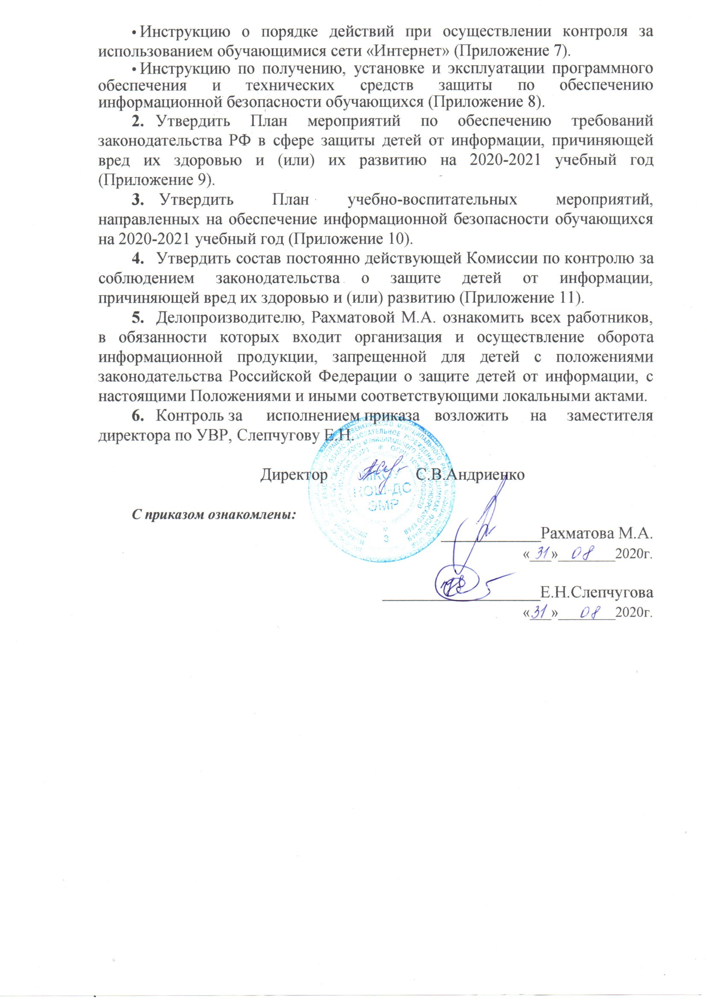 • Инструкцию о порядке действий при осуществлении контроля за
использованием обучающимися сети «Интернет» (Приложение 7).
• Инструкцию по получению, установке и эксплуатации программного
обеспечения и технических средств защиты по обеспечению
информационной безопасности обучающихся (Приложение 8).
2. Утвердить План мероприятий по обеспечению требований
законодательства РФ в сфере защиты детей от информации, причиняющей
вред их здоровью и (или) их развитию на 2020-2021 учебный год
(Приложение 9).
3. Утвердить План учебно-воспитательных мероприятий,
направленных на обеспечение информационной безопасности обучающихся
на 2020-2021 учебный год (Приложение 10).
4. Утвердить состав постоянно действующей Комиссии по контролю за
соблюдением законодательства о защите детей от информации,
причиняющей вред их здоровью и (или) развитию (Приложение 11).
5. Делопроизводителю, Рахматовой М.А. ознакомить всех работников,
в обязанности которых входит организация и осуществление оборота
информационной продукции, запрещенной для детей с положениями
законодательства Российской Федерации о защите детей от информации, с
настоящими Положениями и иными соответствующими локальными актами.
6. Контроль за исполнением приказа возложить на заместителя
директора по УВР, Слепчугову Е.Н.
Директор С.В.Андриенко
ЭМР
3
С приказом ознакомлены:
Рахматова М.А.
«31» 08 2020г.
Е.Н.Слепчугова
«31» 08 2020г.